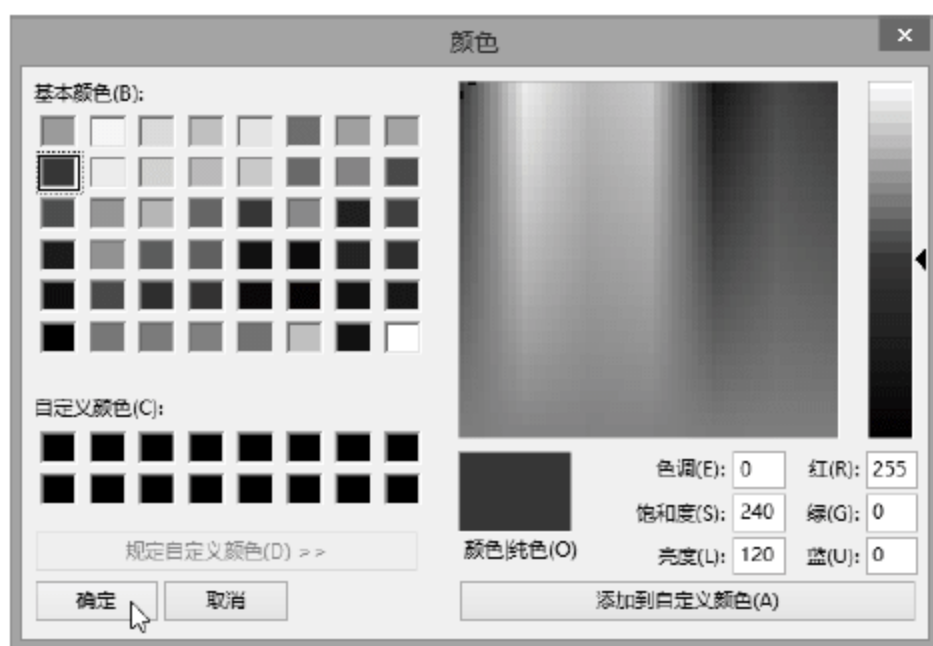 颜色
基本颜色(B):
自定义颜色(C):
规定自定义颜色(D) >>
确定
取消
颜色|纯色(O)
色调(E): 0
饱和度(S): 240
亮度(L): 120
红(R): 255
绿(G): 0
蓝(U): 0
添加到自定义颜色(A)